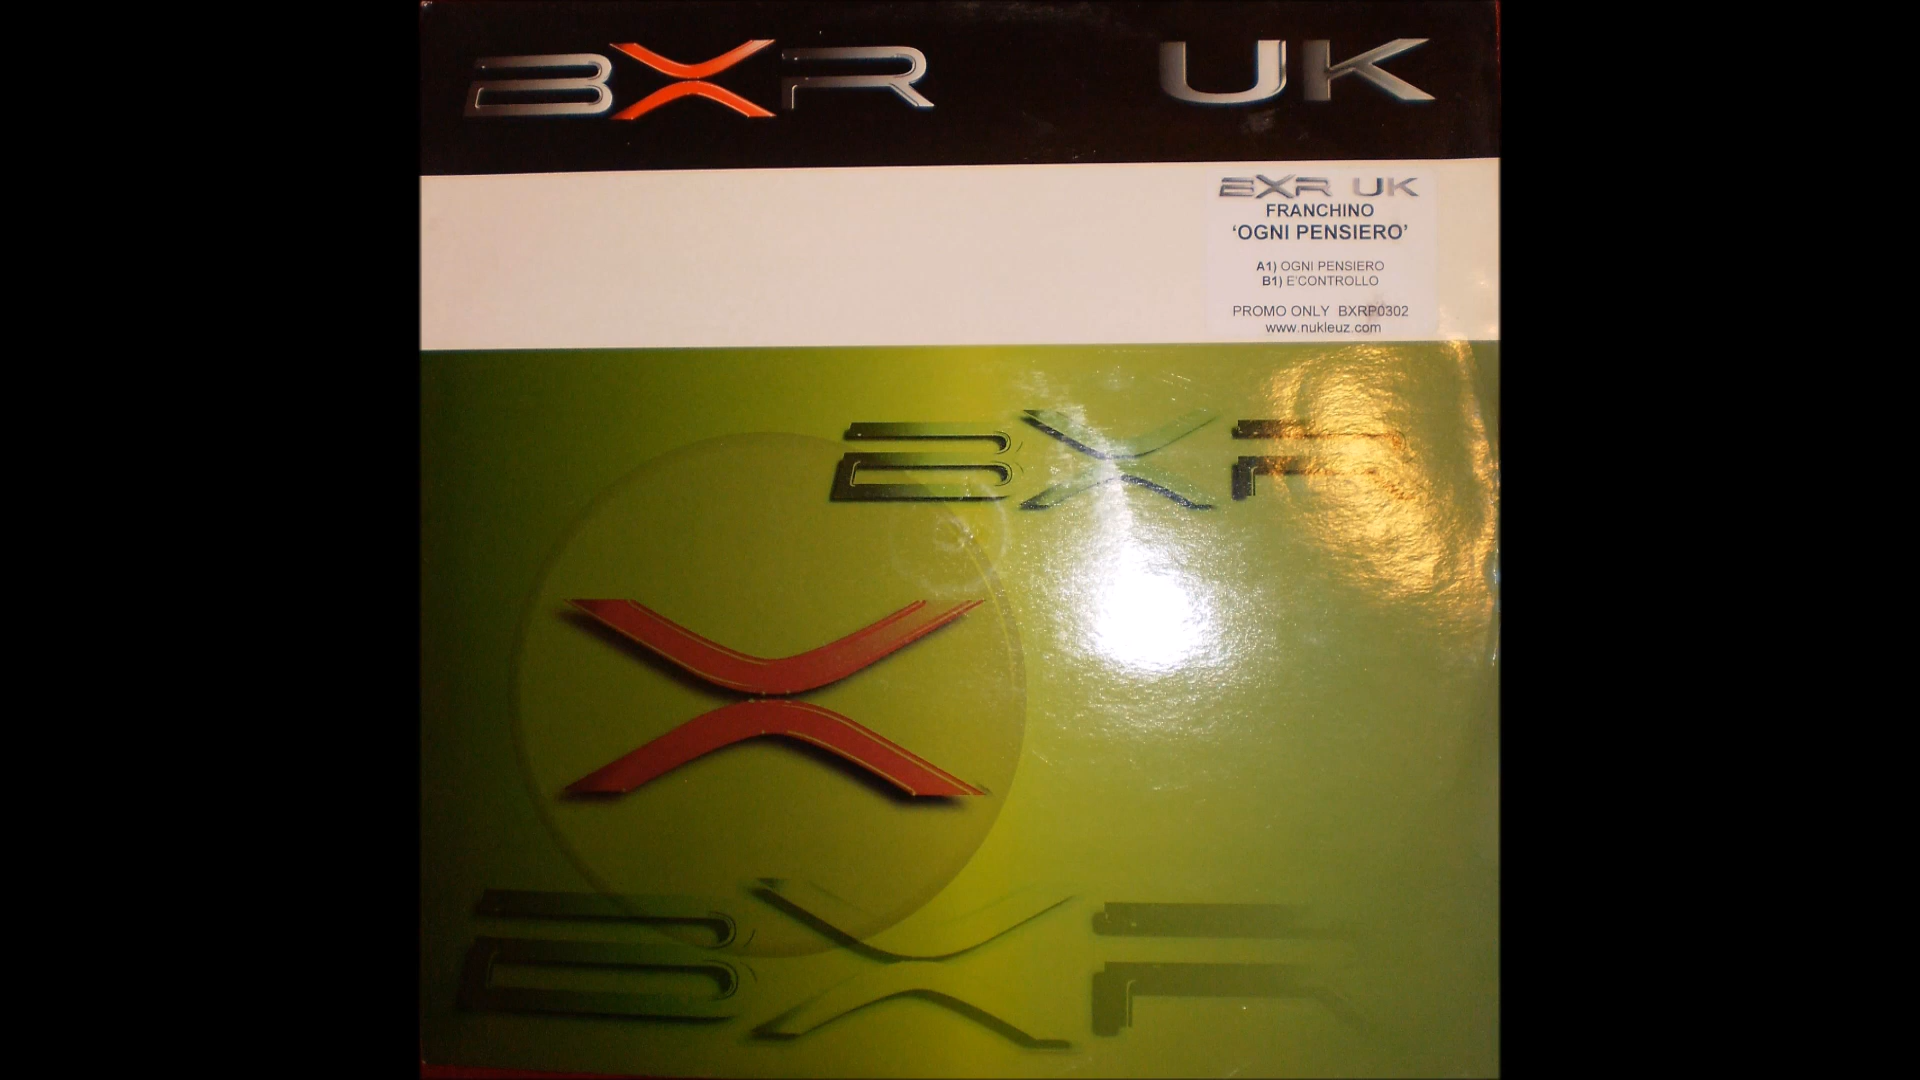 BXR UK
BXR UK
FRANCHINO
‘OGNI PENSIERO’
A1) OGNI PENSIERO
B1) E'CONTROLLO
PROMO ONLY BXRP0302
www.nukleuz.com
BXR
X
BXR